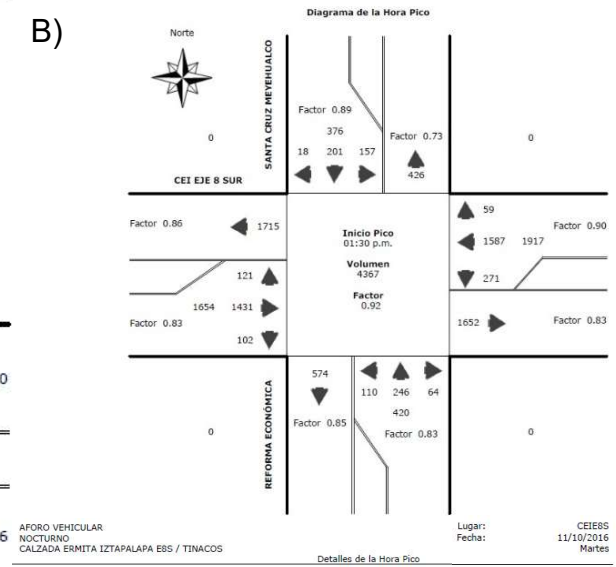 B)
Diagrama de la Hora Pico
Norte
SANTA CRUZ MEYEHUALCO
Factor 0.89
376
18 201 157
Factor 0.73
426
0
0
CEI EJE 8 SUR
Factor 0.86
1715
Inicio Pico
01:30 p.m.
Volumen
4367
Factor
0.92
59
1587 1917
271
Factor 0.90
121
1654 1431
102
Factor 0.83
1652
Factor 0.83
574
Factor 0.85
110 246 64
420
Factor 0.83
REFORMA ECONÓMICA
0
0
0
6
AFORO VEHICULAR
NOCTURNO
CALZADA ERMITA IZTAPALAPA E8S / TINACOS
Lugar: CEIE8S
Fecha: 11/10/2016
Martes
Detalles de la Hora Pico